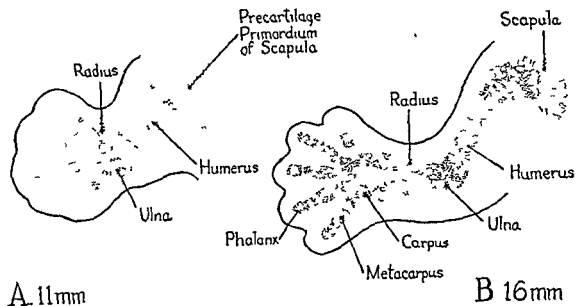 Precartilage
Primordium
of Scapula
Radius
Humerus
Ulna
A. 11mm
Scapula
Radius
Humerus
Ulna
Phalanx
Carpus
Metacarpus
B 16mm